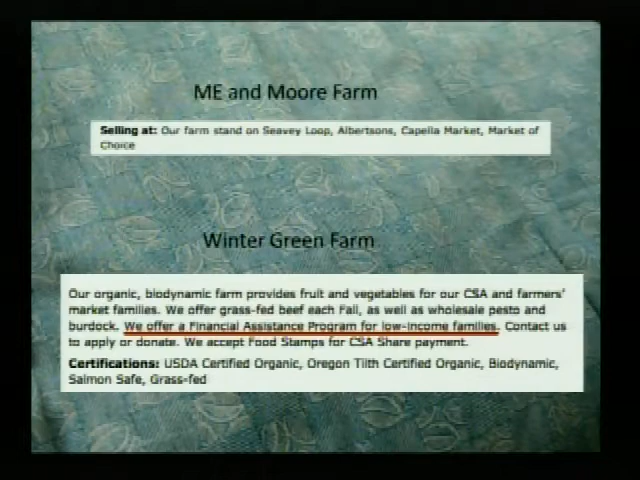 ME and Moore Farm
Selling at: Our farm stand on Seavey Loop, Albertsons, Capella Market, Market of
Choice
Winter Green Farm
Our organic, biodynamic farm provides fruit and vegetables for our CSA and farmers'
market families. We offer grass-fed beef each Fall, as well as wholesale pesto and
burdock. We offer a Financial Assistance Program for low-income families. Contact us
to apply or donate. We accept Food Stamps for CSA Share payment.
Certifications: USDA Certified Organic, Oregon Tilth Certified Organic, Biodynamic,
Salmon Safe, Grass-fed